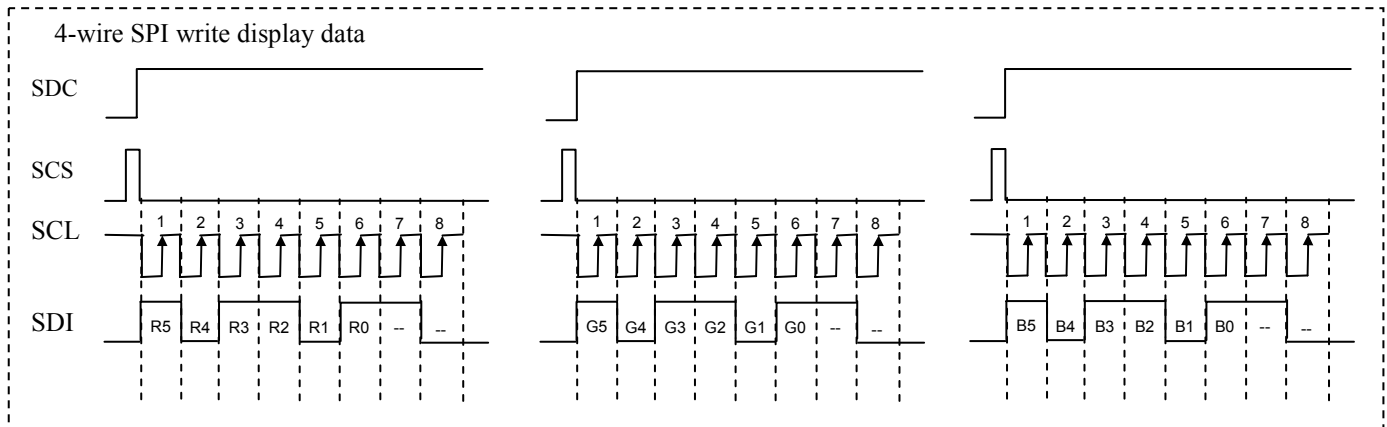 4-wire SPI write display data
SDC
SCS
SCL 1 2 3 4 5 6 7 8 1 2 3 4 5 6 7 8 1 2 3 4 5 6 7 8
SDI R5 R4 R3 R2 R1 R0 -- -- G5 G4 G3 G2 G1 G0 -- -- B5 B4 B3 B2 B1 B0 -- --